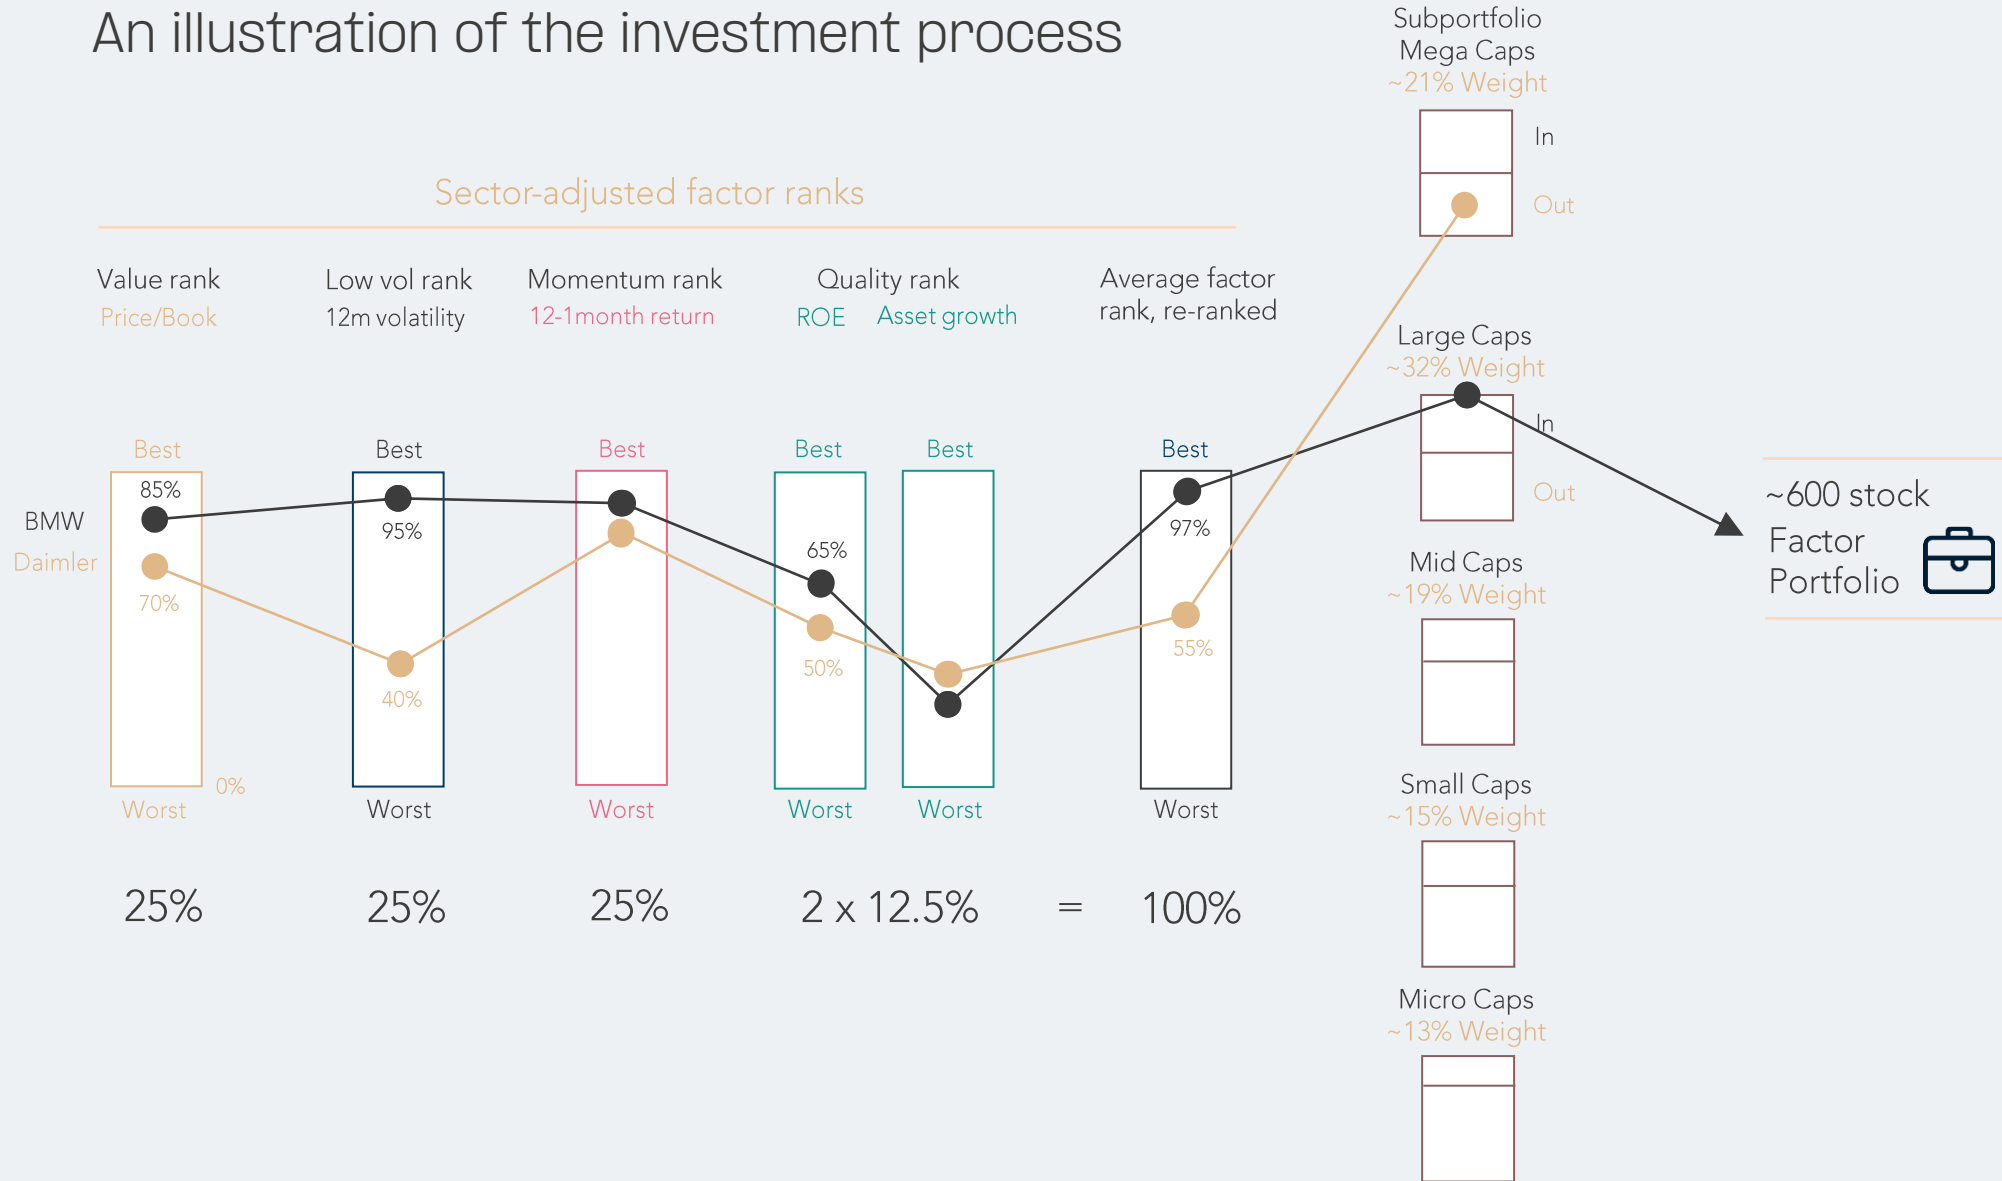 An illustration of the investment process
Sector-adjusted factor ranks
Value rank
Price/Book
Low vol rank
12m volatility
Momentum rank
12-1month return
Quality rank
ROE Asset growth
Average factor
rank, re-ranked
BMW
Daimler
Best
85%
70%
0%
Worst
Best
95%
40%
Worst
Best
Worst
Best
65%
50%
Worst
Best
Worst
Best
97%
55%
Worst
25%
25%
25%
2 x 12.5%
=
100%
Subportfolio
Mega Caps
~21% Weight
In
Out
Large Caps
~32% Weight
In
Out
Mid Caps
~19% Weight
Small Caps
~15% Weight
Micro Caps
~13% Weight
~600 stock
Factor
Portfolio